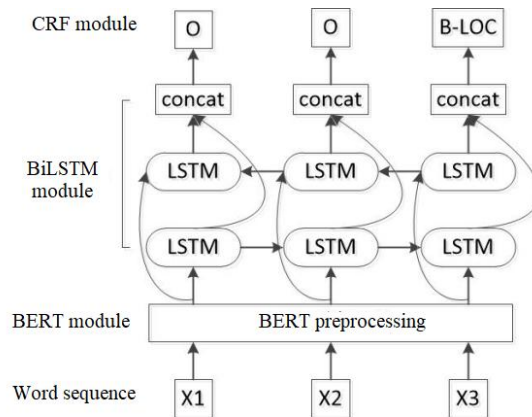 CRF module O O B-LOC
concat concat concat
BiLSTM
module
LSTM LSTM LSTM
LSTM LSTM LSTM
BERT module BERT preprocessing
Word sequence X1 X2 X3